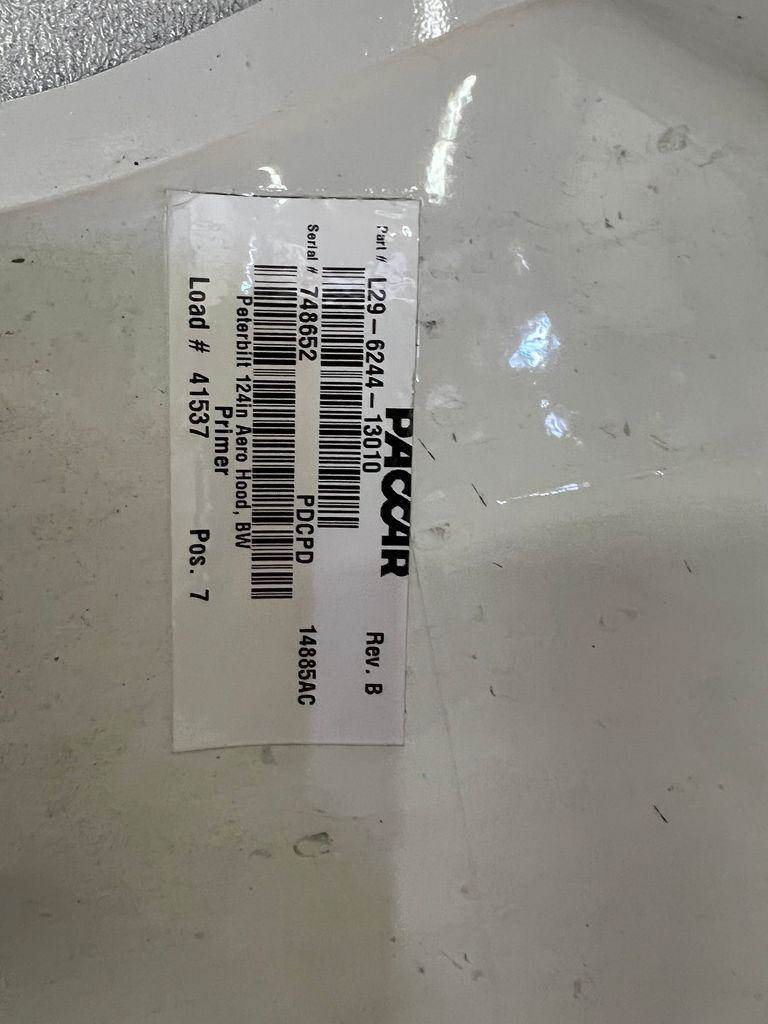 PACCAR
Part # L29-6244-13010 Rev. B
Serial # 748652 PDCPD 14885AC
Peterbilt 124in Aero Hood, BW
Primer
Load # 41537 Pos. 7